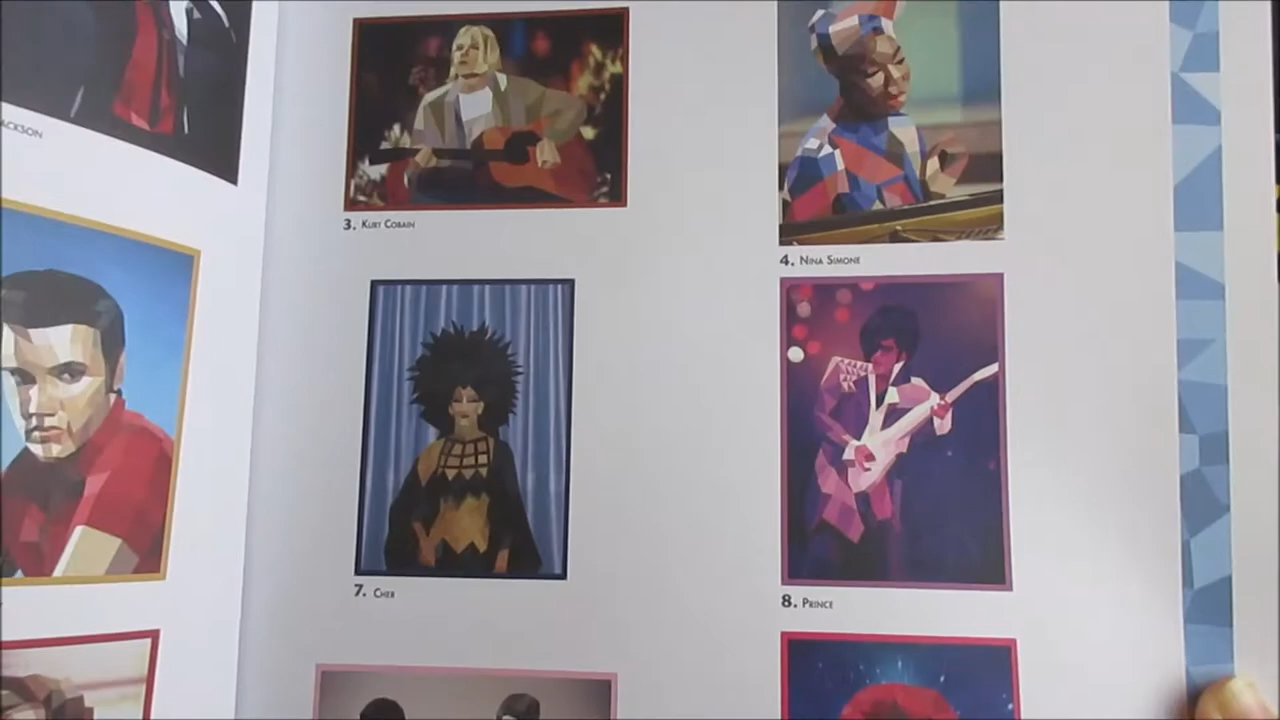 ACKSON
3. KURT COBAIN
4. NINA SIMONE
7. CHER
8. PRINCE